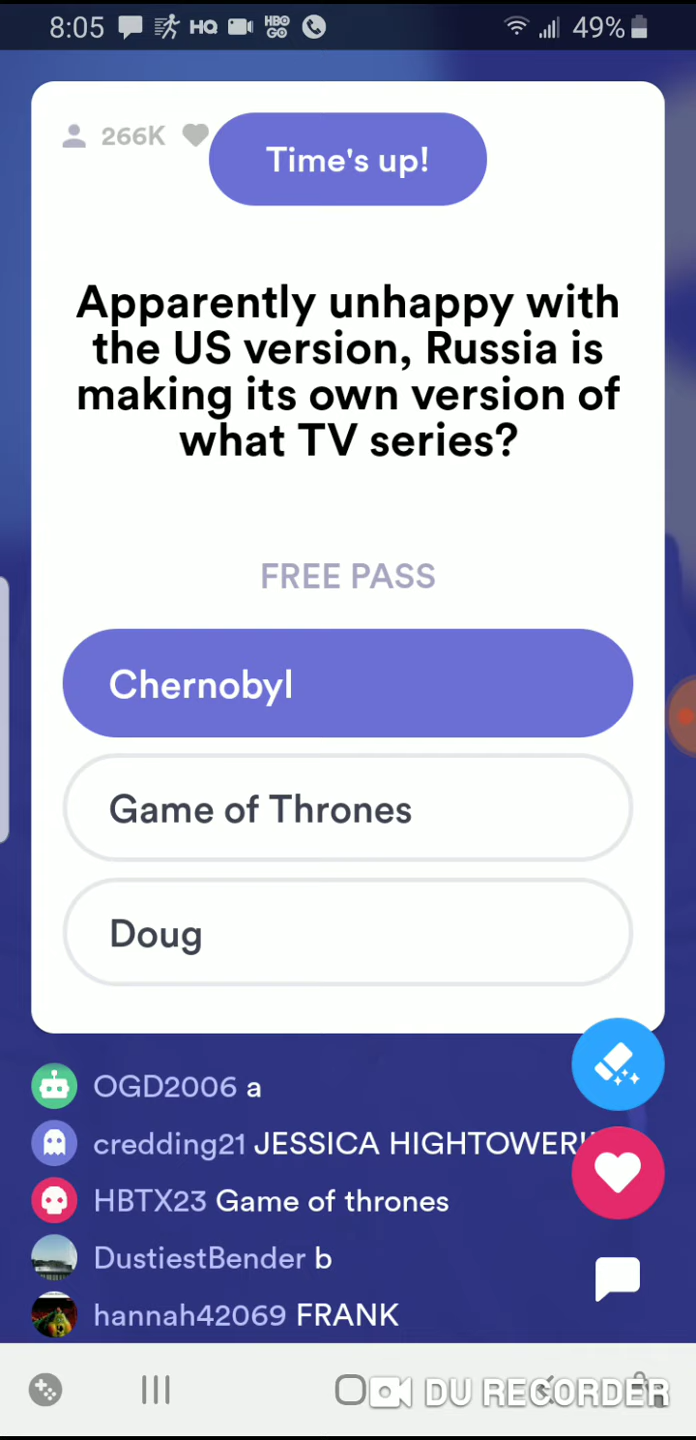 8:05 HQ HBO GO 49%
266K
Time's up!
Apparently unhappy with
the US version, Russia is
making its own version of
what TV series?
FREE PASS
Chernobyl
Game of Thrones
Doug
OGD2006 a
credding21 JESSICA HIGHTOWER!!
HBTX23 Game of thrones
DustiestBender b
hannah42069 FRANK
DU RECORDER